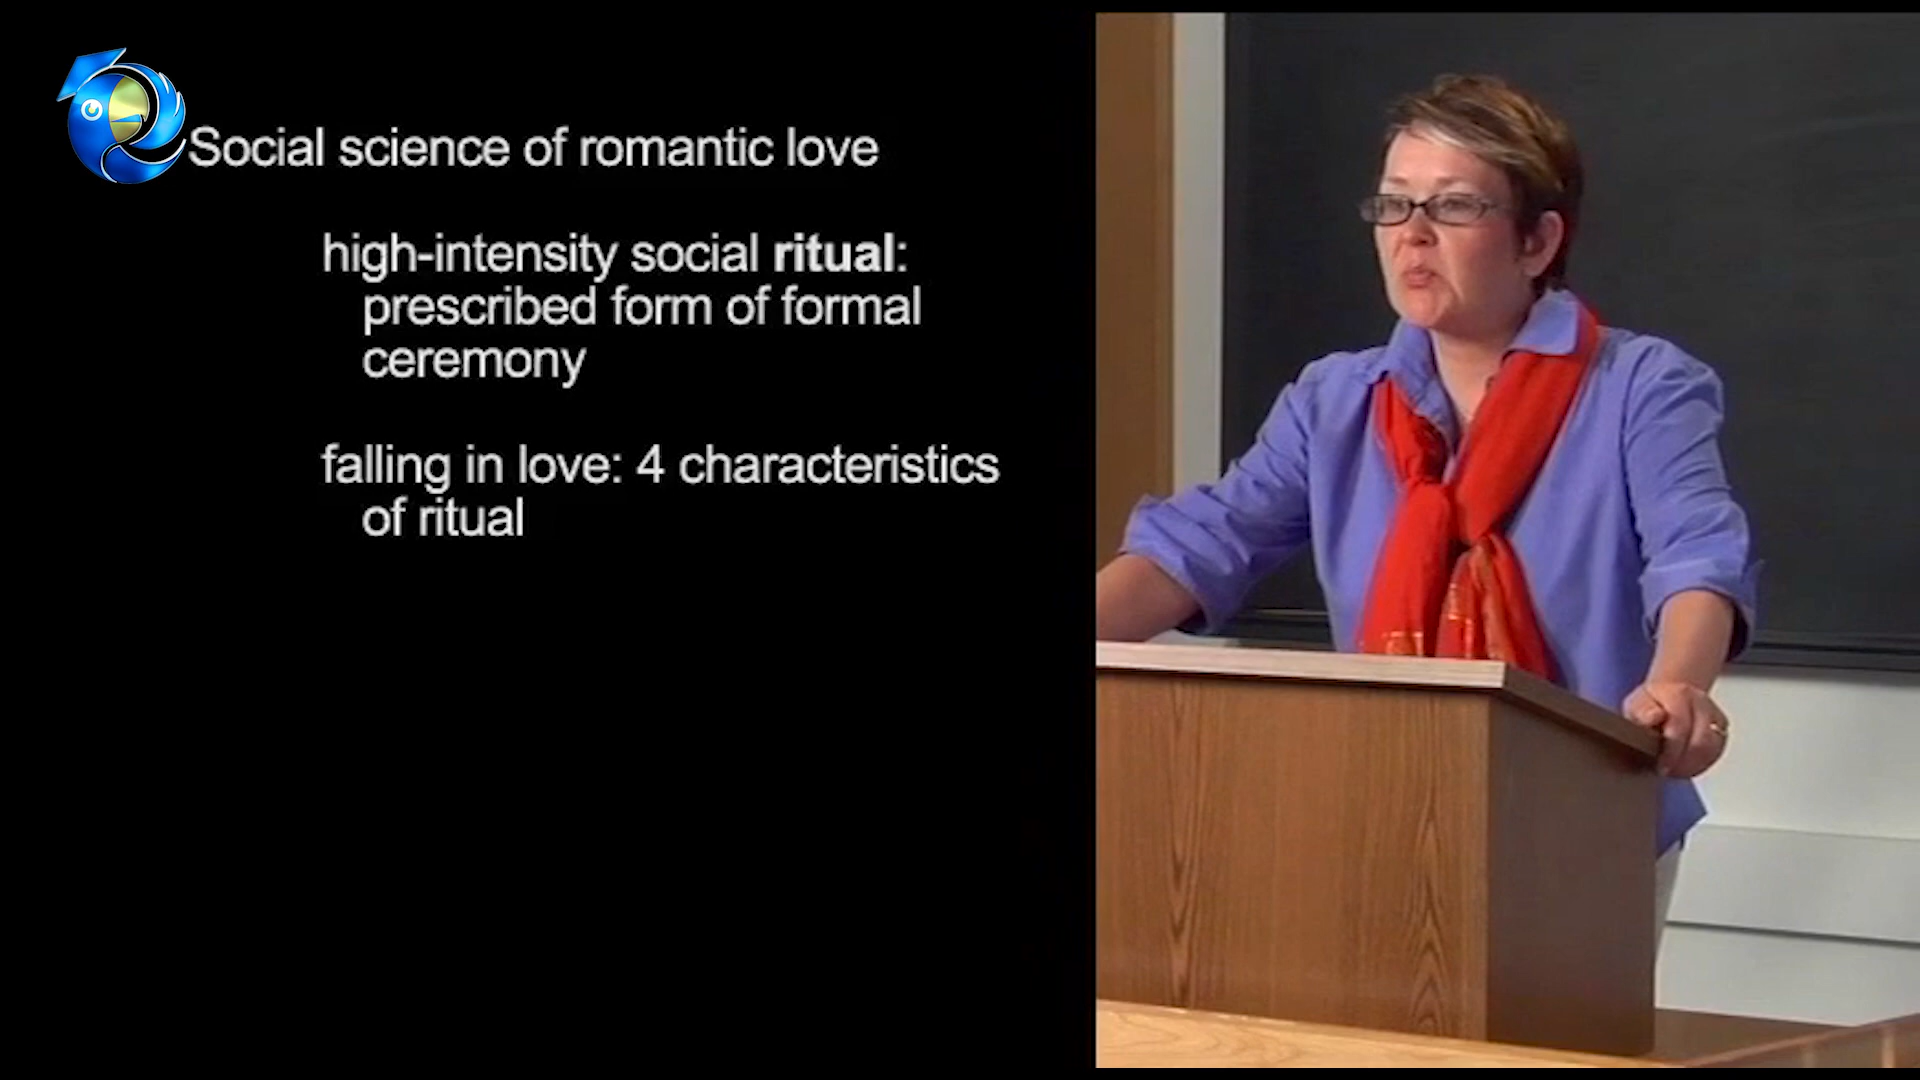 Social science of romantic love
high-intensity social ritual:
prescribed form of formal
ceremony
falling in love: 4 characteristics
of ritual